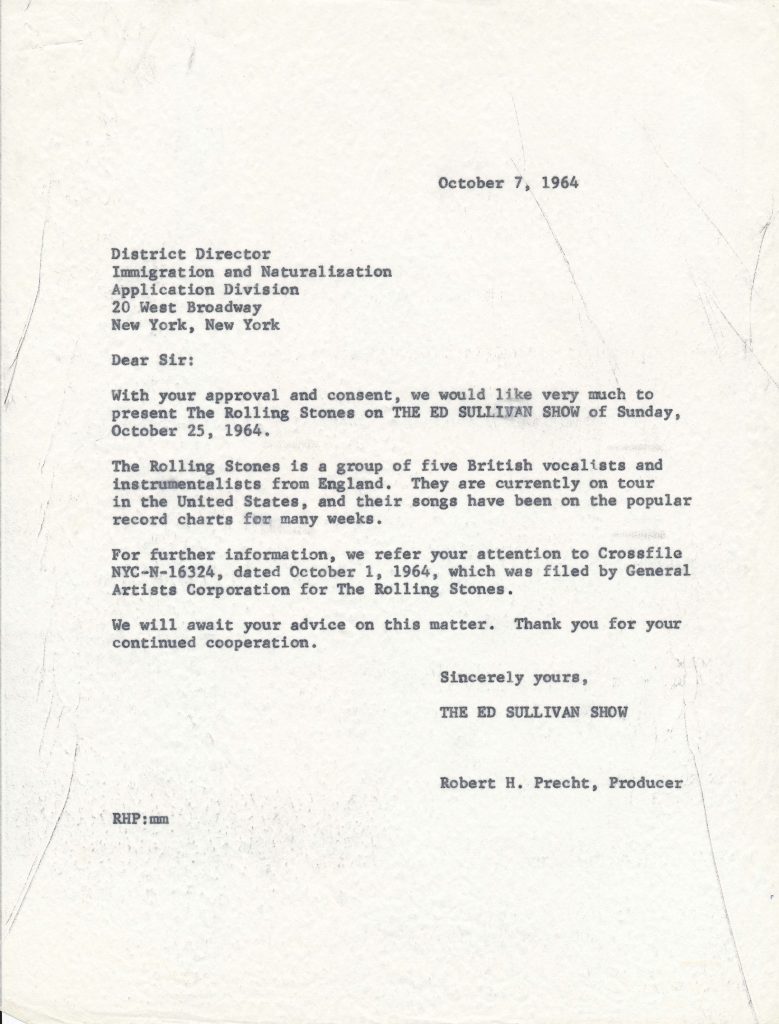 October 7, 1964
District Director
Immigration and Naturalization
Application Division
20 West Broadway
New York, New York
Dear Sir:
With your approval and consent, we would like very much to
present The Rolling Stones on THE ED SULLIVAN SHOW of Sunday,
October 25, 1964.
The Rolling Stones is a group of five British vocalists and
instrumentalists from England. They are currently on tour
in the United States, and their songs have been on the popular
record charts for many weeks.
For further information, we refer your attention to Crossfile
NYC-N-16324, dated October 1, 1964, which was filed by General
Artists Corporation for The Rolling Stones.
We will await your advice on this matter. Thank you for your
continued cooperation.
Sincerely yours,
THE ED SULLIVAN SHOW
Robert H. Precht, Producer
RHP:mm